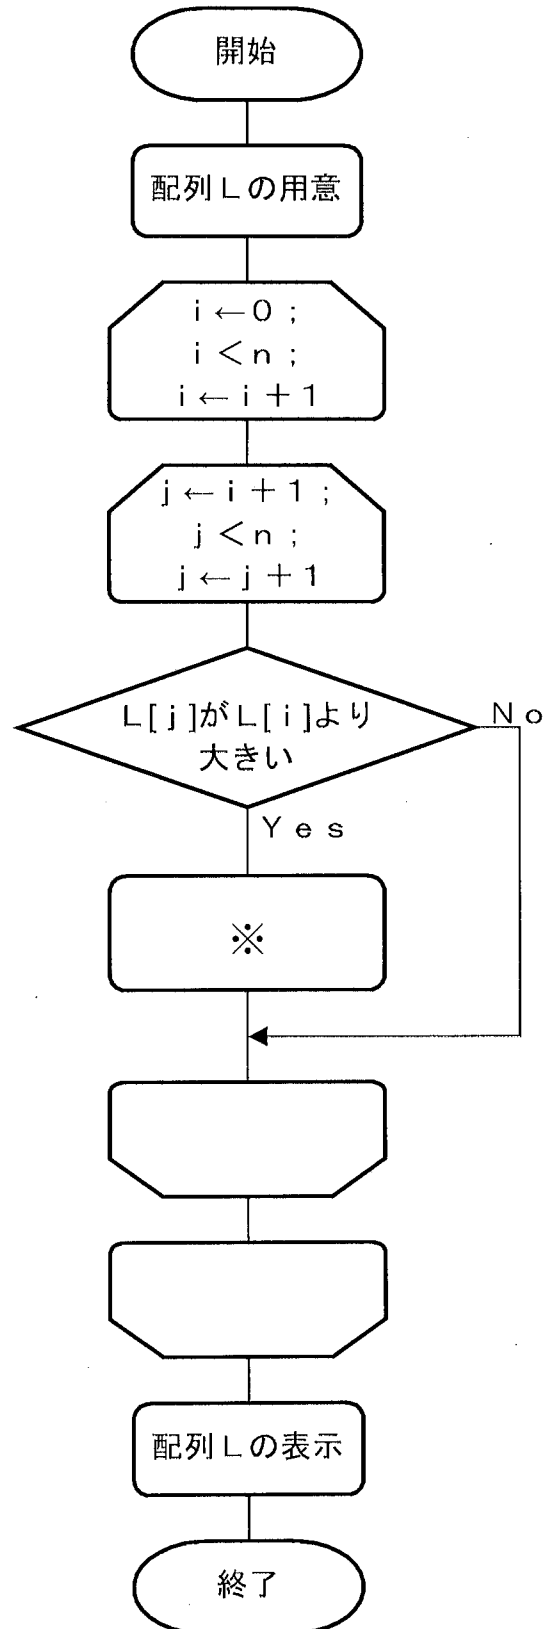 開始
配列Lの用意
i←0;
i<n;
i←i+1
j←i+1;
j<n;
j←j+1
L[j]がL[i]より
大きい
No
Yes
※
配列Lの表示
終了